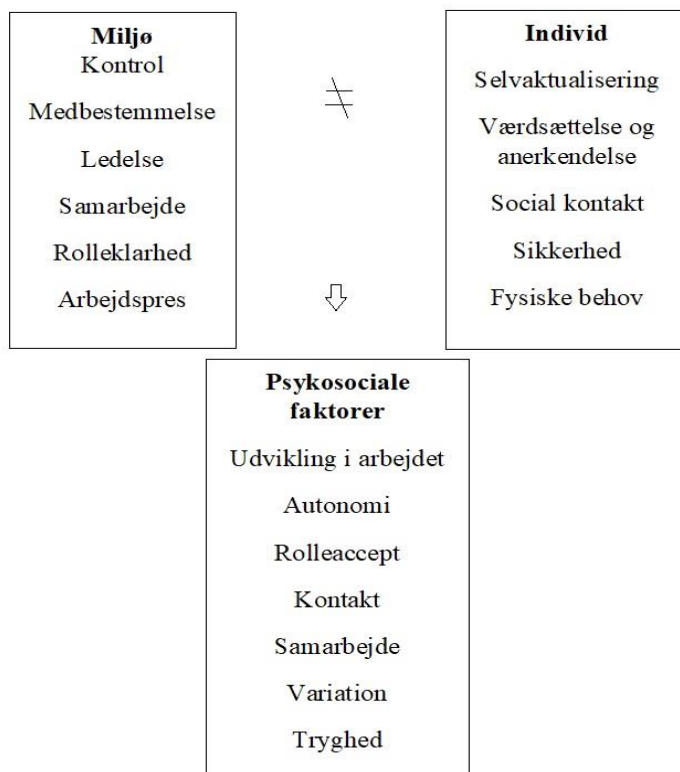 Miljø
Kontrol
Medbestemmelse
Ledelse
Samarbejde
Rolleklarhed
Arbejdspres
≠
Individ
Selvaktualisering
Værdsættelse og
anerkendelse
Social kontakt
Sikkerhed
Fysiske behov
Psykosociale
faktorer
Udvikling i arbejdet
Autonomi
Rolleaccept
Kontakt
Samarbejde
Variation
Tryghed